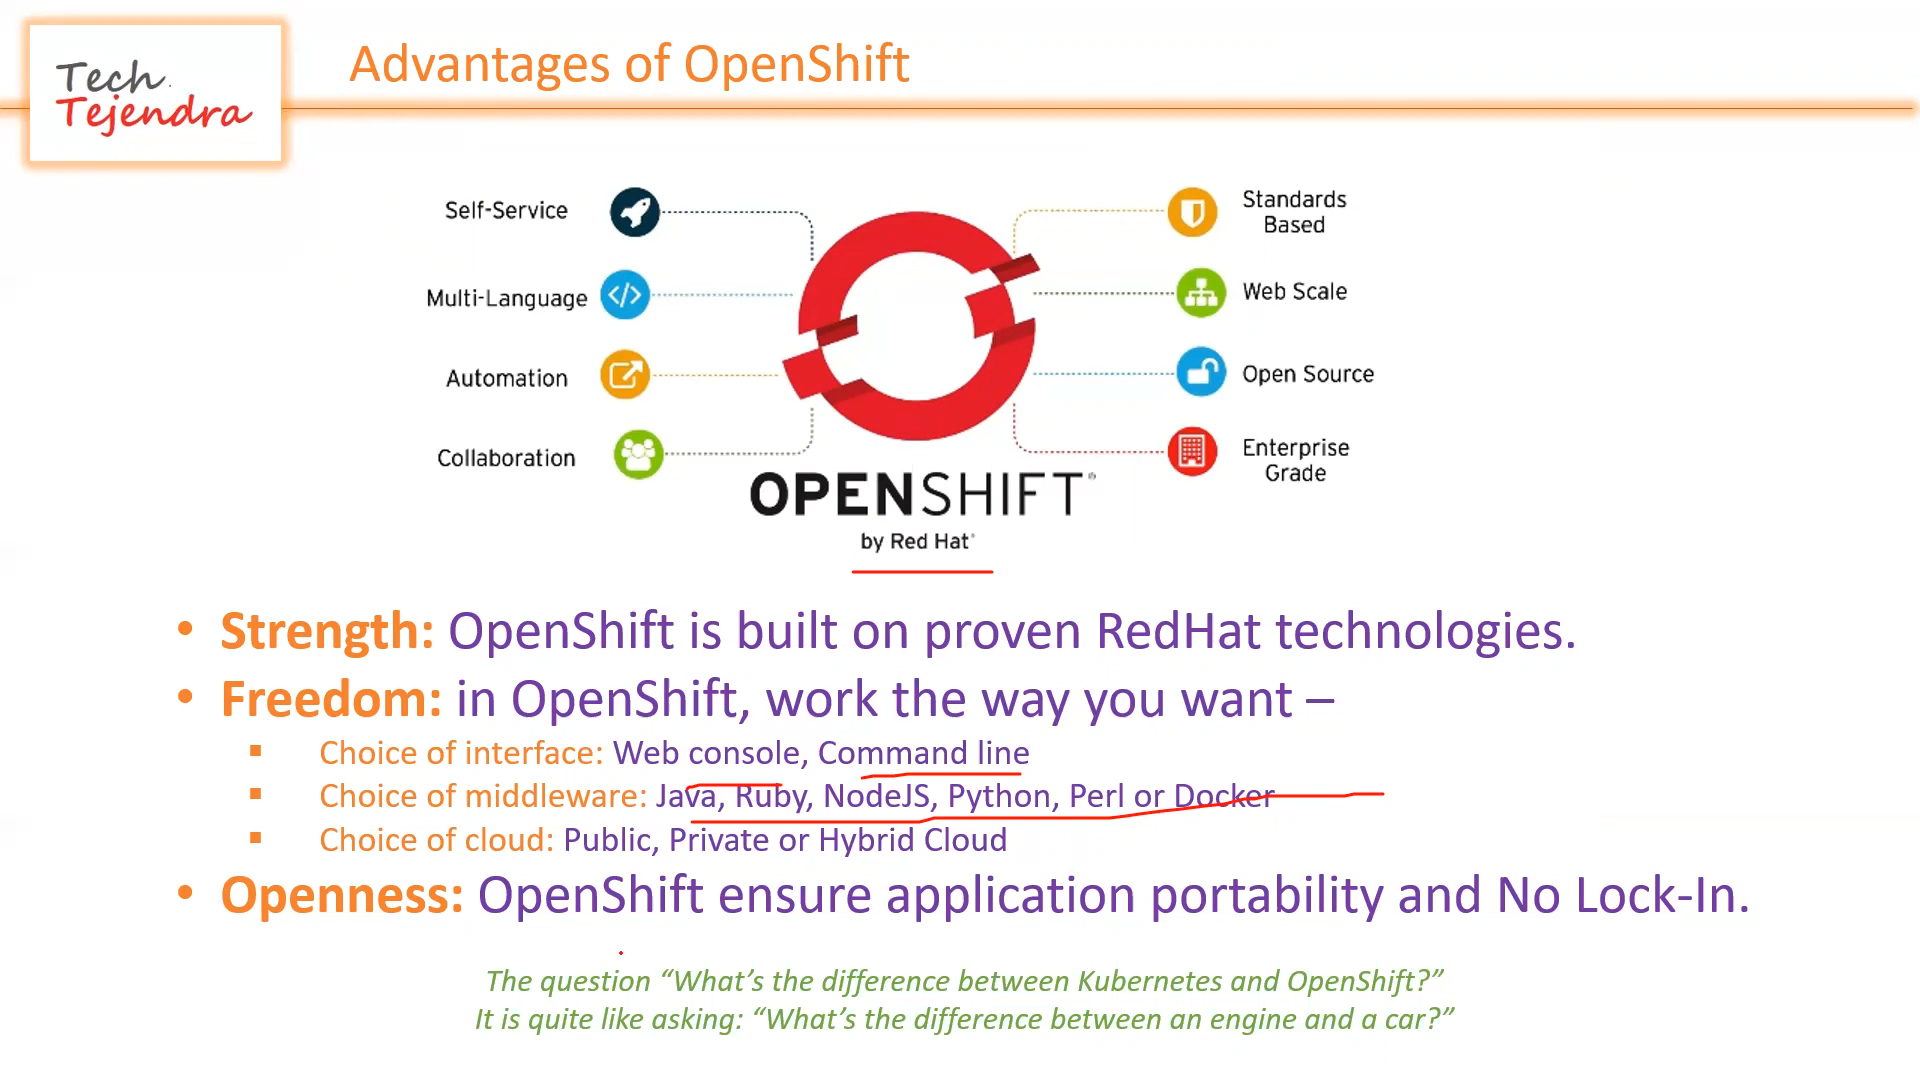 Tech
Tejendra
Advantages of OpenShift
Self-Service
Multi-Language
Automation
Collaboration
Standards
Based
Web Scale
Open Source
Enterprise
Grade
OPENSHIFT®
by Red Hat®
• Strength: OpenShift is built on proven RedHat technologies.
• Freedom: in OpenShift, work the way you want –
▪ Choice of interface: Web console, Command line
▪ Choice of middleware: Java, Ruby, NodeJS, Python, Perl or Docker
▪ Choice of cloud: Public, Private or Hybrid Cloud
• Openness: OpenShift ensure application portability and No Lock-In.
The question “What’s the difference between Kubernetes and OpenShift?”
It is quite like asking: “What’s the difference between an engine and a car?”